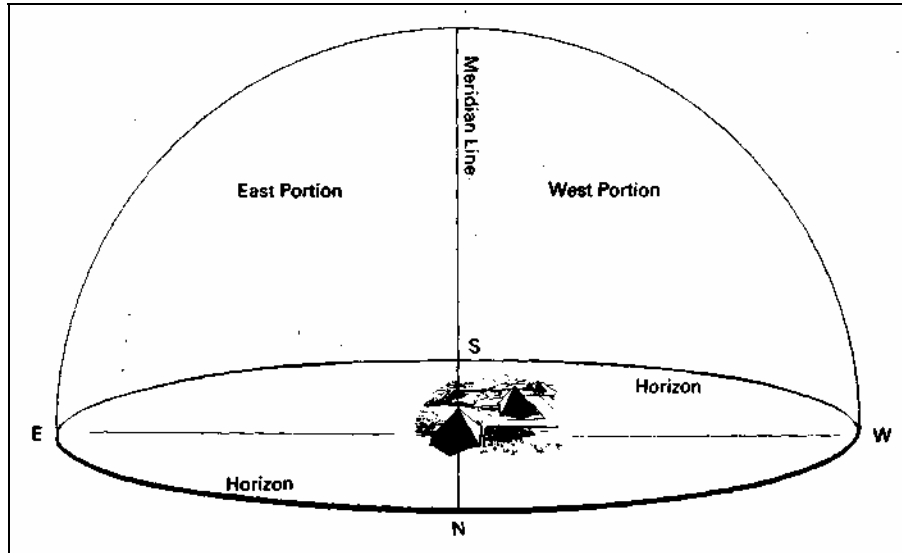 Meridian Line
East Portion
West Portion
S
Horizon
E
W
Horizon
N